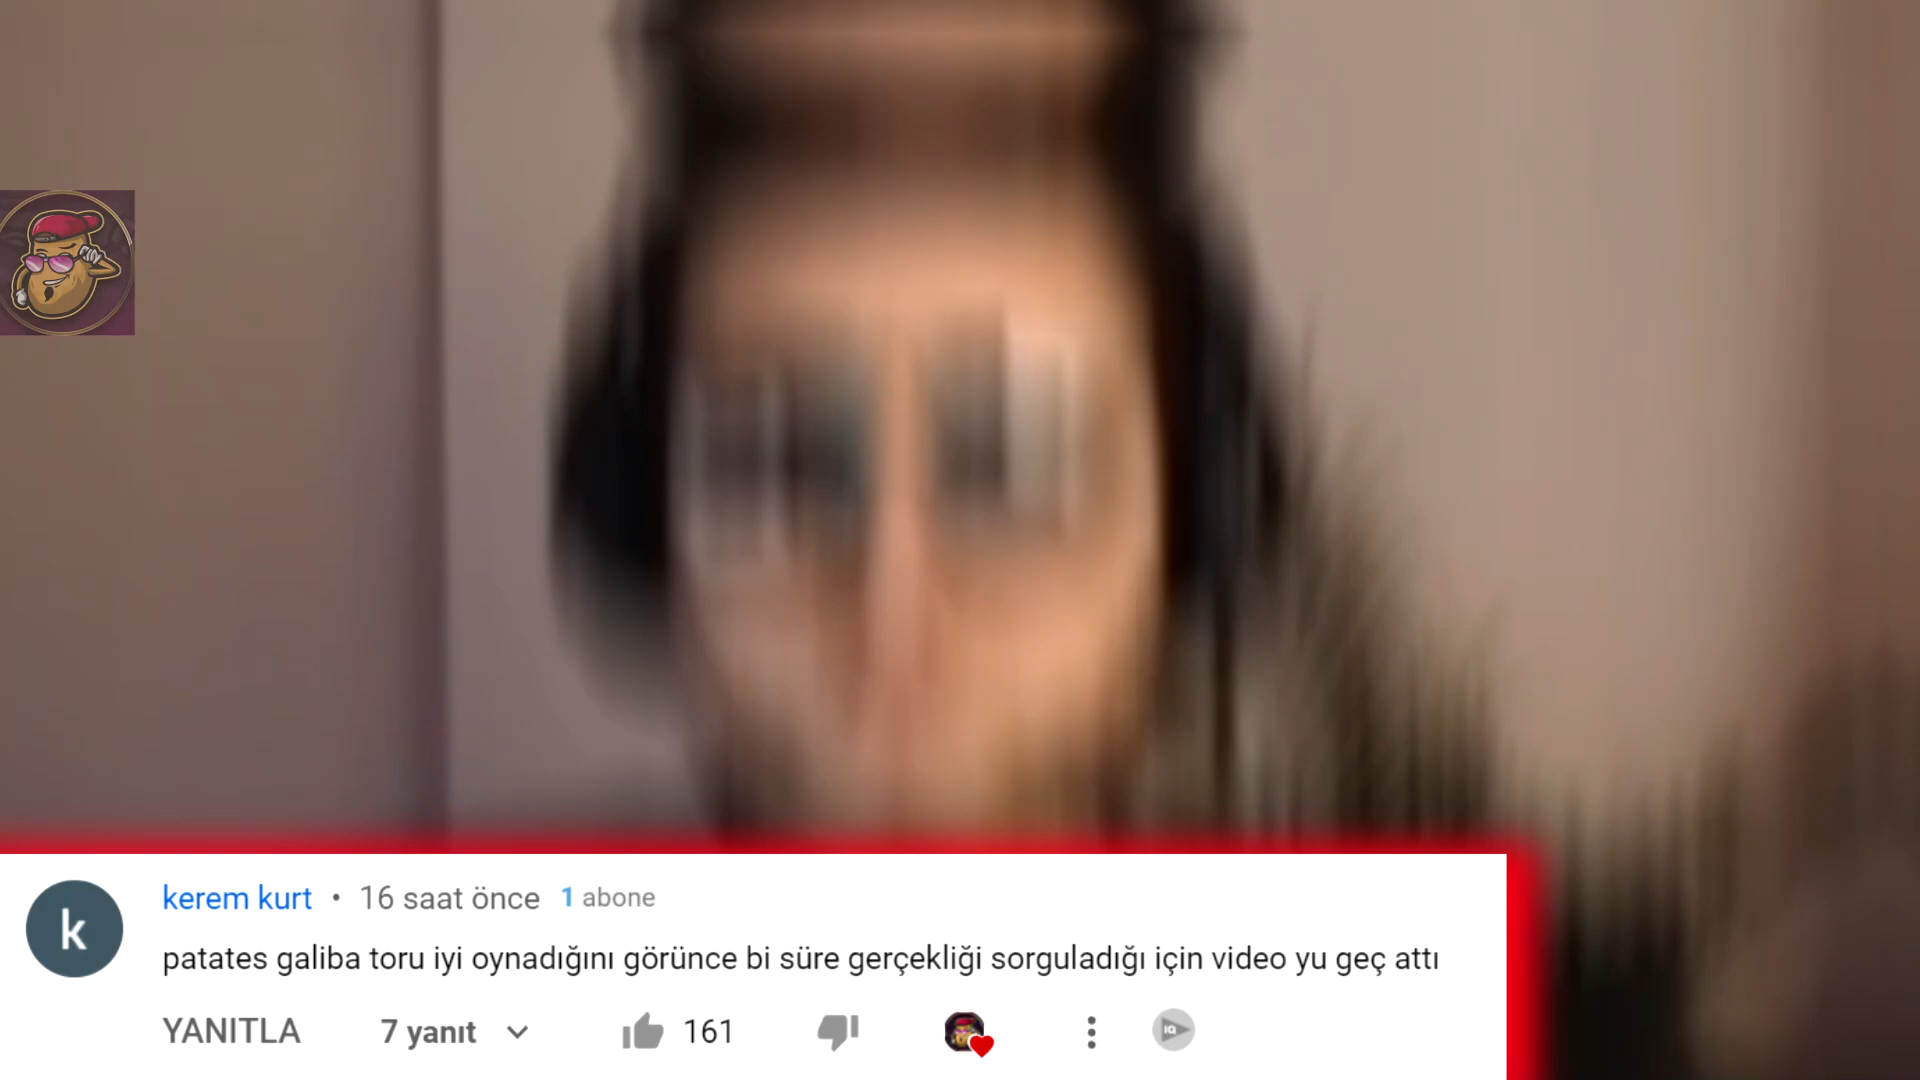 kerem kurt • 16 saat önce 1 abone
k
patates galiba toru iyi oynadığını görünce bi süre gerçekliği sorguladığı için video yu geç attı
YANITLA 7 yanıt 161 IQ